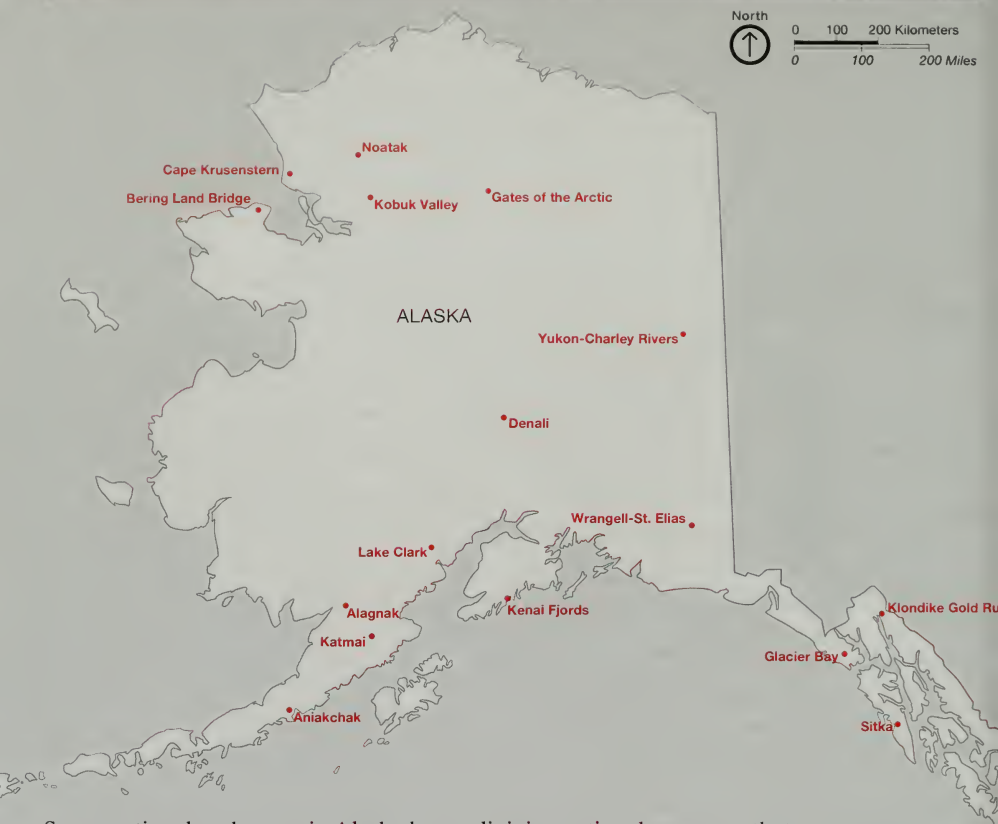 North
0 100 200 Kilometers
0 100 200 Miles
Noatak
Cape Krusenstern
Bering Land Bridge
Kobuk Valley
Gates of the Arctic
ALASKA
Yukon-Charley Rivers
Denali
Wrangell-St. Elias
Lake Clark
Alagnak
Kenai Fjords
Klondike Gold Ru
Katmai
Glacier Bay
Aniakchak
Sitka